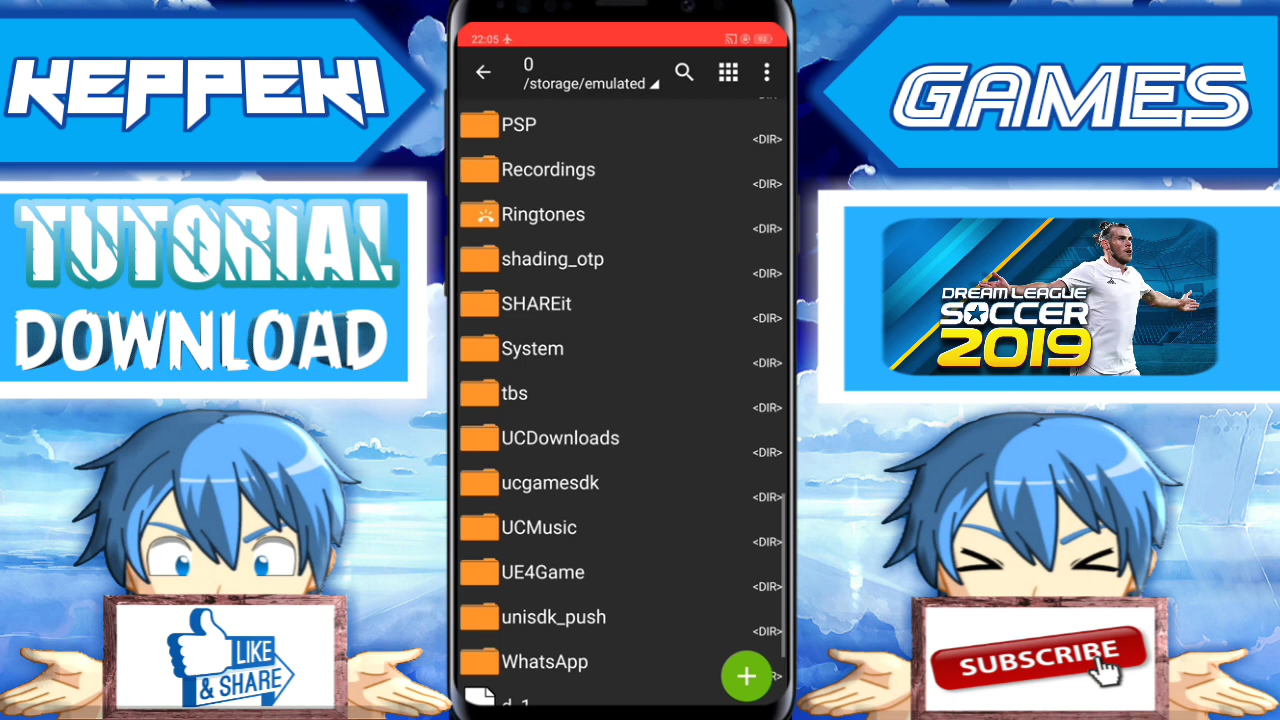 KEPPEKI
TUTORIAL
DOWNLOAD
LIKE
& SHARE
22:05
93
0
/storage/emulated
PSP
<DIR>
Recordings
<DIR>
Ringtones
<DIR>
shading_otp
<DIR>
SHAREit
<DIR>
System
<DIR>
tbs
<DIR>
UCDownloads
<DIR>
ucgamesdk
<DIR>
UCMusic
<DIR>
UE4Game
<DIR>
unisdk_push
<DIR>
WhatsApp
GAMES
DREAM LEAGUE
SOCCER
2019
SUBSCRIBE